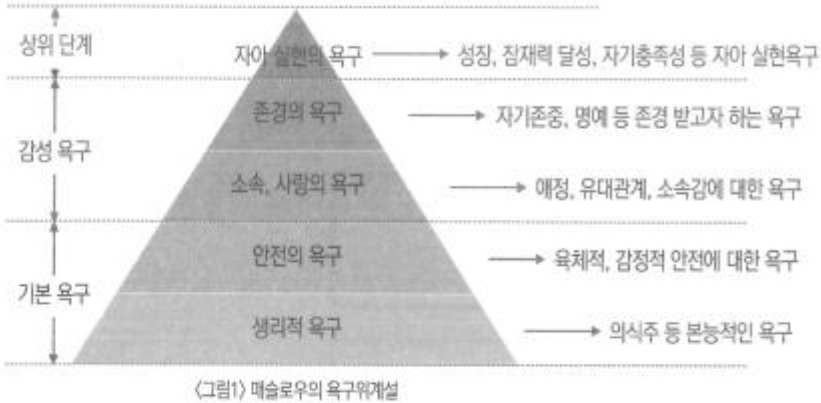 상위 단계
자아 실현의 욕구
성장, 잠재력 달성, 자기충족성 등 자아 실현욕구
존경의 욕구
자기존중, 명예 등 존경 받고자 하는 욕구
감성 욕구
소속, 사랑의 욕구
애정, 유대관계, 소속감에 대한 욕구
안전의 욕구
육체적, 감정적 안전에 대한 욕구
기본 욕구
생리적 욕구
의식주 등 본능적인 욕구
<그림1> 매슬로우의 욕구위계설